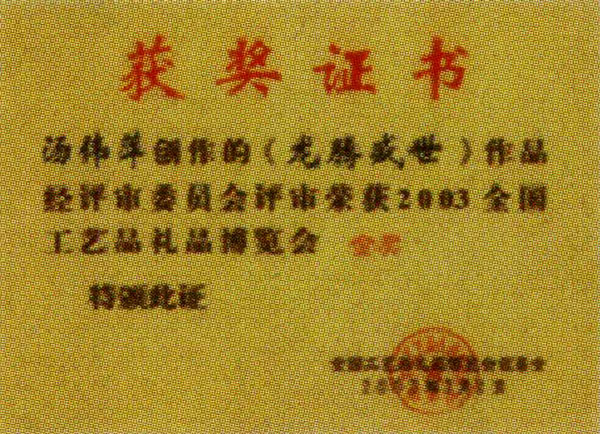 获奖证书
汤伟萍创作的《龙腾盛世》作品
经评审委员会评审荣获2003全国
工艺品礼品博览会 金奖
特颁此证